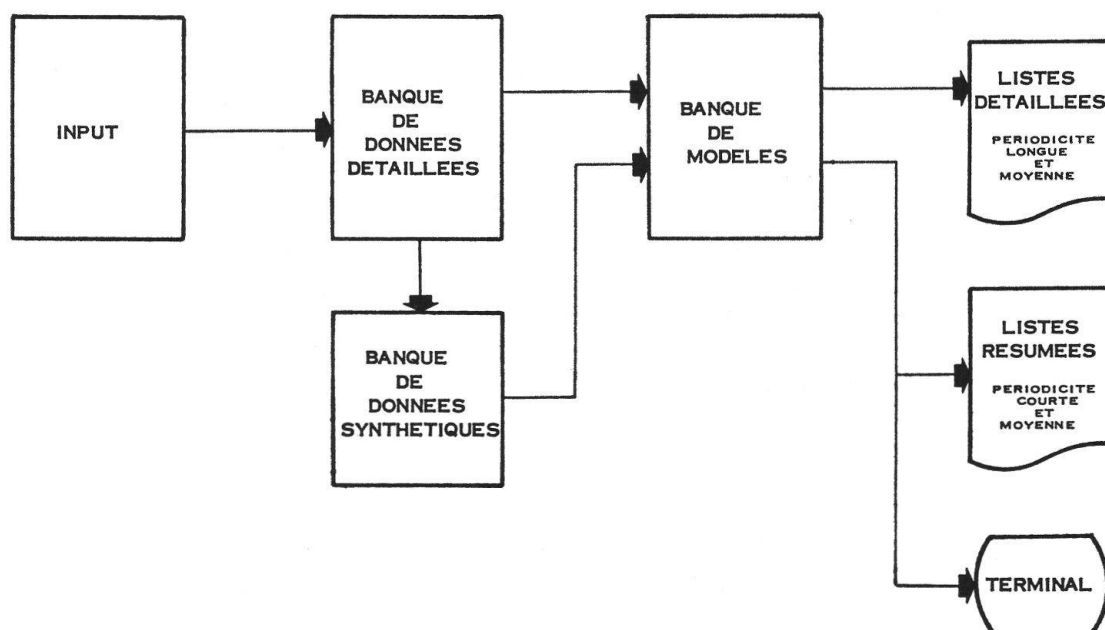 INPUT
BANQUE
DE
DONNEES
DETAILLEES
BANQUE
DE
MODELES
LISTES
DETAILLEES
PERIODICITE
LONGUE
ET
MOYENNE
BANQUE
DE
DONNEES
SYNTHETIQUES
LISTES
RESUMEES
PERIODICITE
COURTE
ET
MOYENNE
TERMINAL